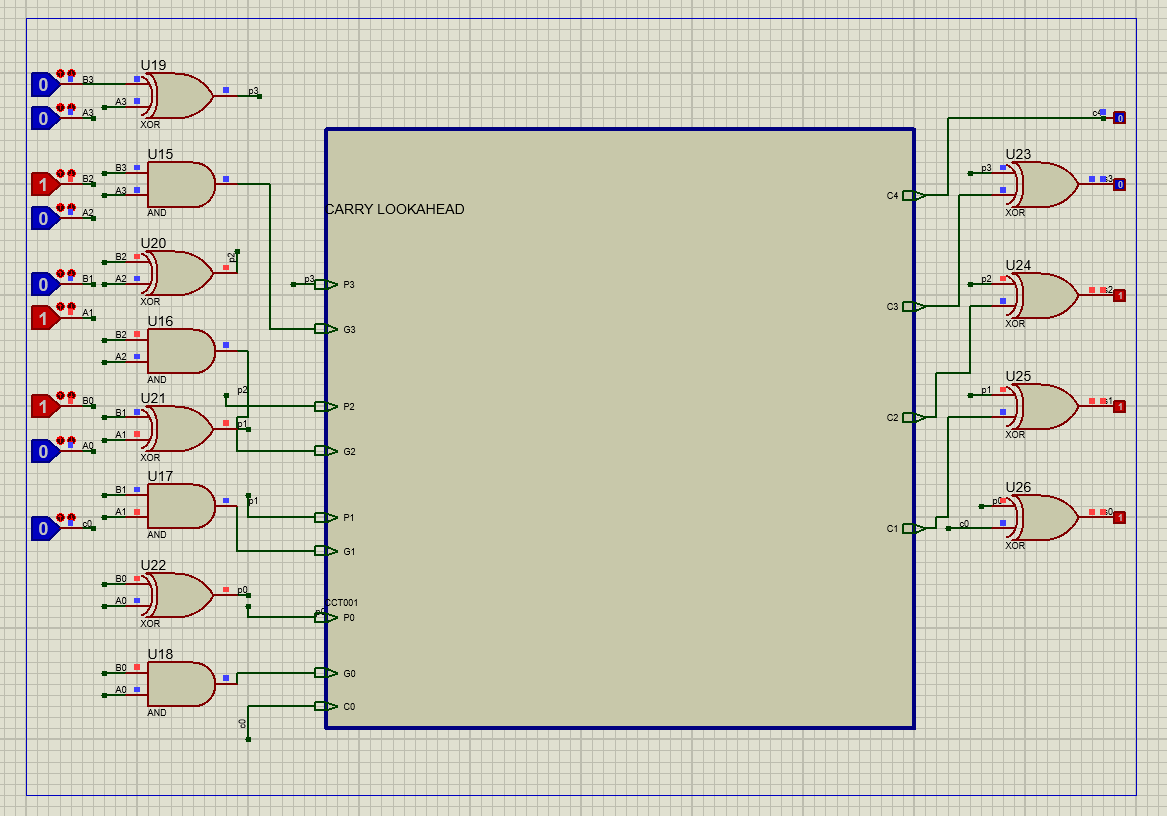 U19
0 B3
p3
A3
0 A3
XOR
c4 0
U15
U23
B3
p3
1 B2
A3
C4
s3 0
0 A2
AND
XOR
CARRY LOOKAHEAD
U20
B2
p2
U24
0 B1
A2
p3
P3
p2
s2 1
XOR
C3
1 A1
U16
XOR
B2
G3
A2
AND
U25
p2
p1
1 B0
U21
P2
s1 1
B1
C2
p1
A1
XOR
0 A0
XOR
G2
U17
U26
B1
p1
p0
A1
P1
s0 1
0 c0
c0
C1
AND
XOR
G1
U22
B0
p0
A0
CCT001
XOR
P0
U18
B0
G0
A0
AND
C0
c0